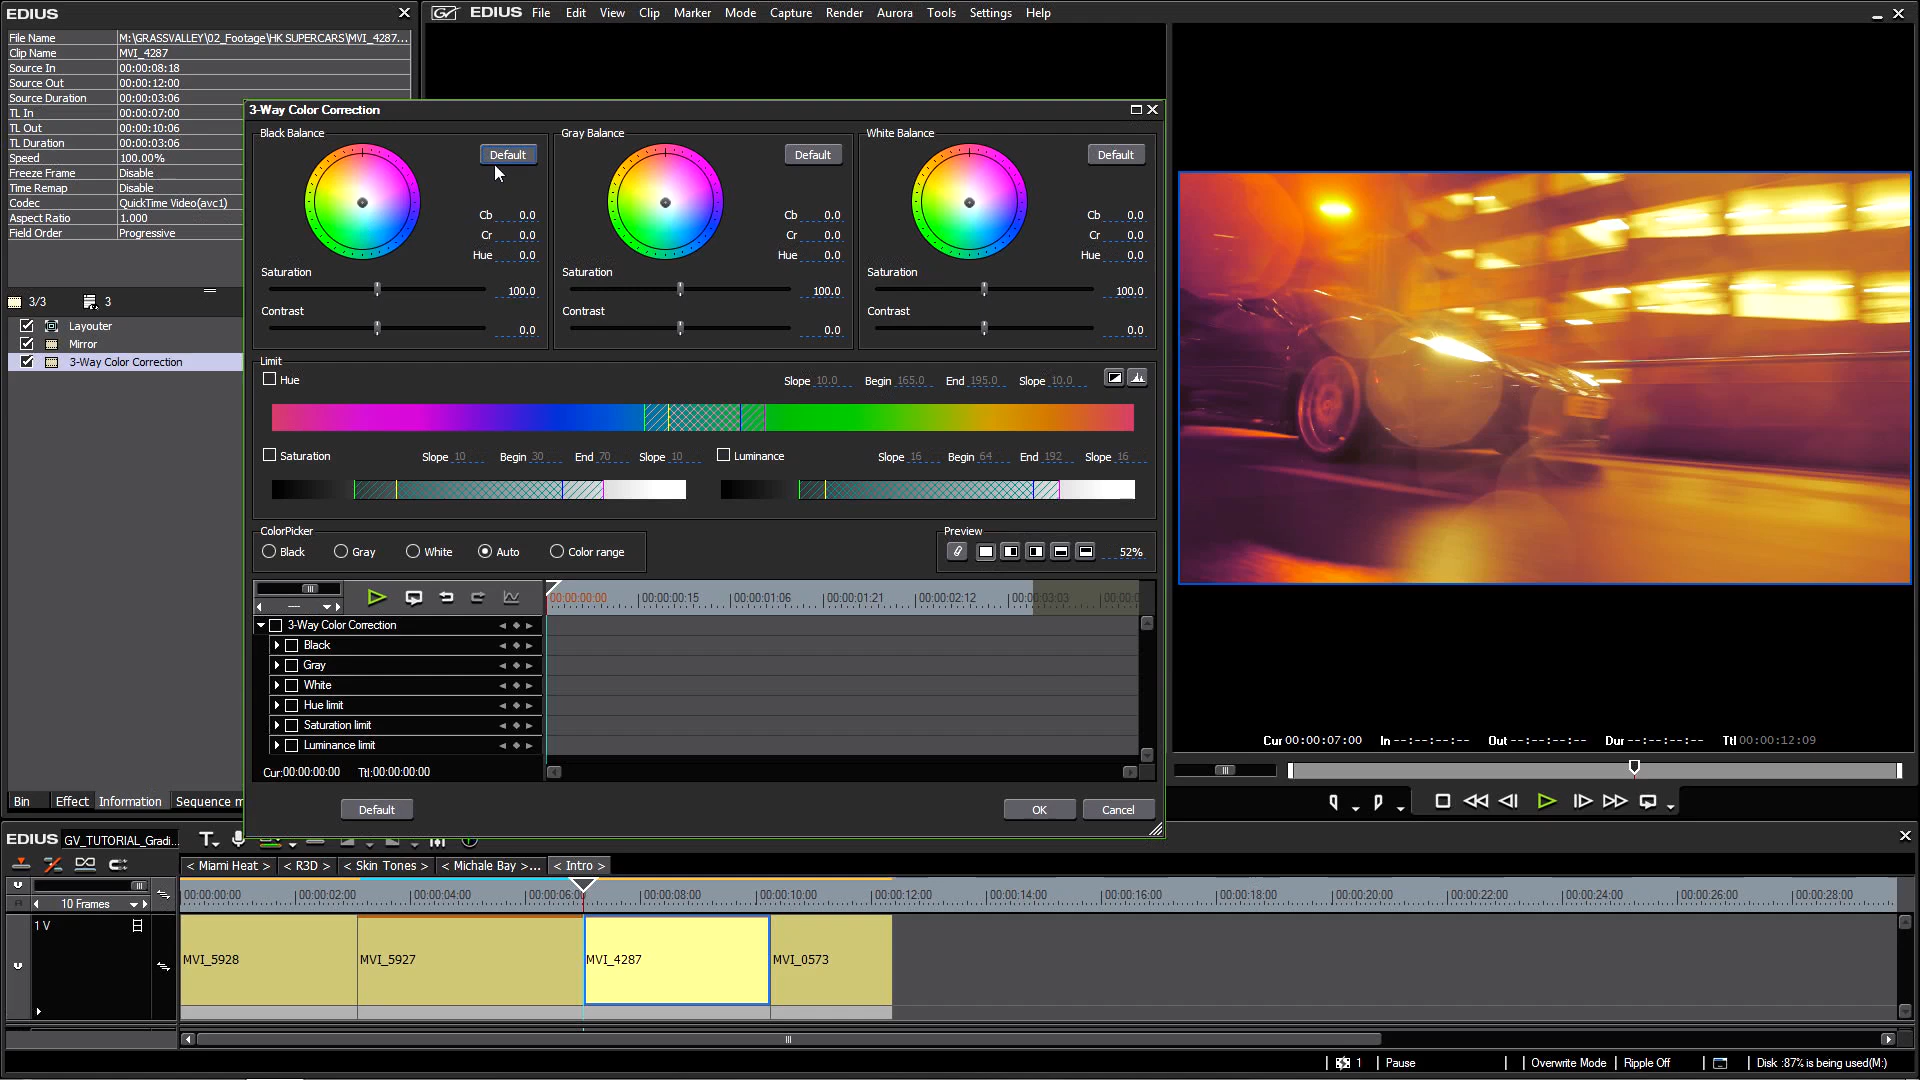 EDIUS
EDIUS File Edit View Clip Marker Mode Capture Render Aurora Tools Settings Help
File Name M:\GRASSVALLEY\02_Footage\HK SUPERCARS\MVI_4287...
Clip Name MVI_4287
Source In 00:00:08:18
Source Out 00:00:12:00
Source Duration 00:00:03:06
TL In 00:00:07:00
TL Out 00:00:10:06
TL Duration 00:00:03:06
Speed 100.00%
Freeze Frame Disable
Time Remap Disable
Codec QuickTime Video(avc1)
Aspect Ratio 1.000
Field Order Progressive
3/3 3
Layouter
Mirror
3-Way Color Correction
3-Way Color Correction
Black Balance Gray Balance White Balance
Default Default Default
Cb 0.0 Cb 0.0 Cb 0.0
Cr 0.0 Cr 0.0 Cr 0.0
Hue 0.0 Hue 0.0 Hue 0.0
Saturation Saturation Saturation
100.0 100.0 100.0
Contrast Contrast Contrast
0.0 0.0 0.0
Limit
Hue Slope 10.0 Begin 165.0 End 195.0 Slope 10.0
Saturation Slope 10 Begin 30 End 70 Slope 10 Luminance Slope 16 Begin 64 End 192 Slope 16
ColorPicker Preview
Black Gray White Auto Color range 52%
00:00:00:00 00:00:00:15 00:00:01:06 00:00:01:21 00:00:02:12 00:00:03:03
3-Way Color Correction
Black
Gray
White
Hue limit
Saturation limit
Luminance limit
Cur:00:00:00:00 Ttl:00:00:00:00
Default OK Cancel
Cur 00:00:07:00 In --:--:--:-- Out --:--:--:-- Dur --:--:--:-- Ttl 00:00:12:09
Bin Effect Information Sequence m
EDIUS GV_TUTORIAL_Gradi...
< Miami Heat > < R3D > < Skin Tones > < Michale Bay >... < Intro >
10 Frames
00:00:00:00 00:00:02:00 00:00:04:00 00:00:06:00 00:00:08:00 00:00:10:00 00:00:12:00 00:00:14:00 00:00:16:00 00:00:18:00 00:00:20:00 00:00:22:00 00:00:24:00 00:00:26:00 00:00:28:00
1 V
MVI_5928 MVI_5927 MVI_4287 MVI_0573
1 Pause Overwrite Mode Ripple Off Disk :87% is being used(M:)